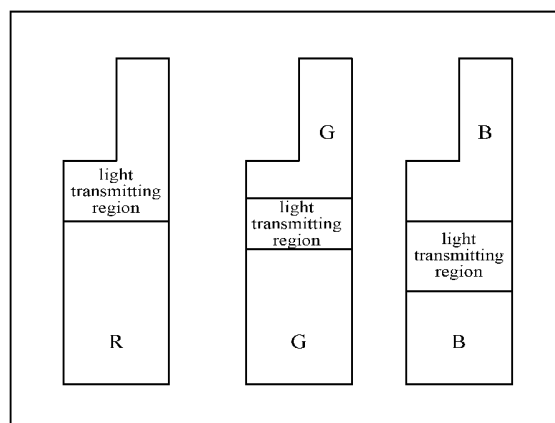 G
B
light
transmitting
region
light
transmitting
region
light
transmitting
region
R
G
B